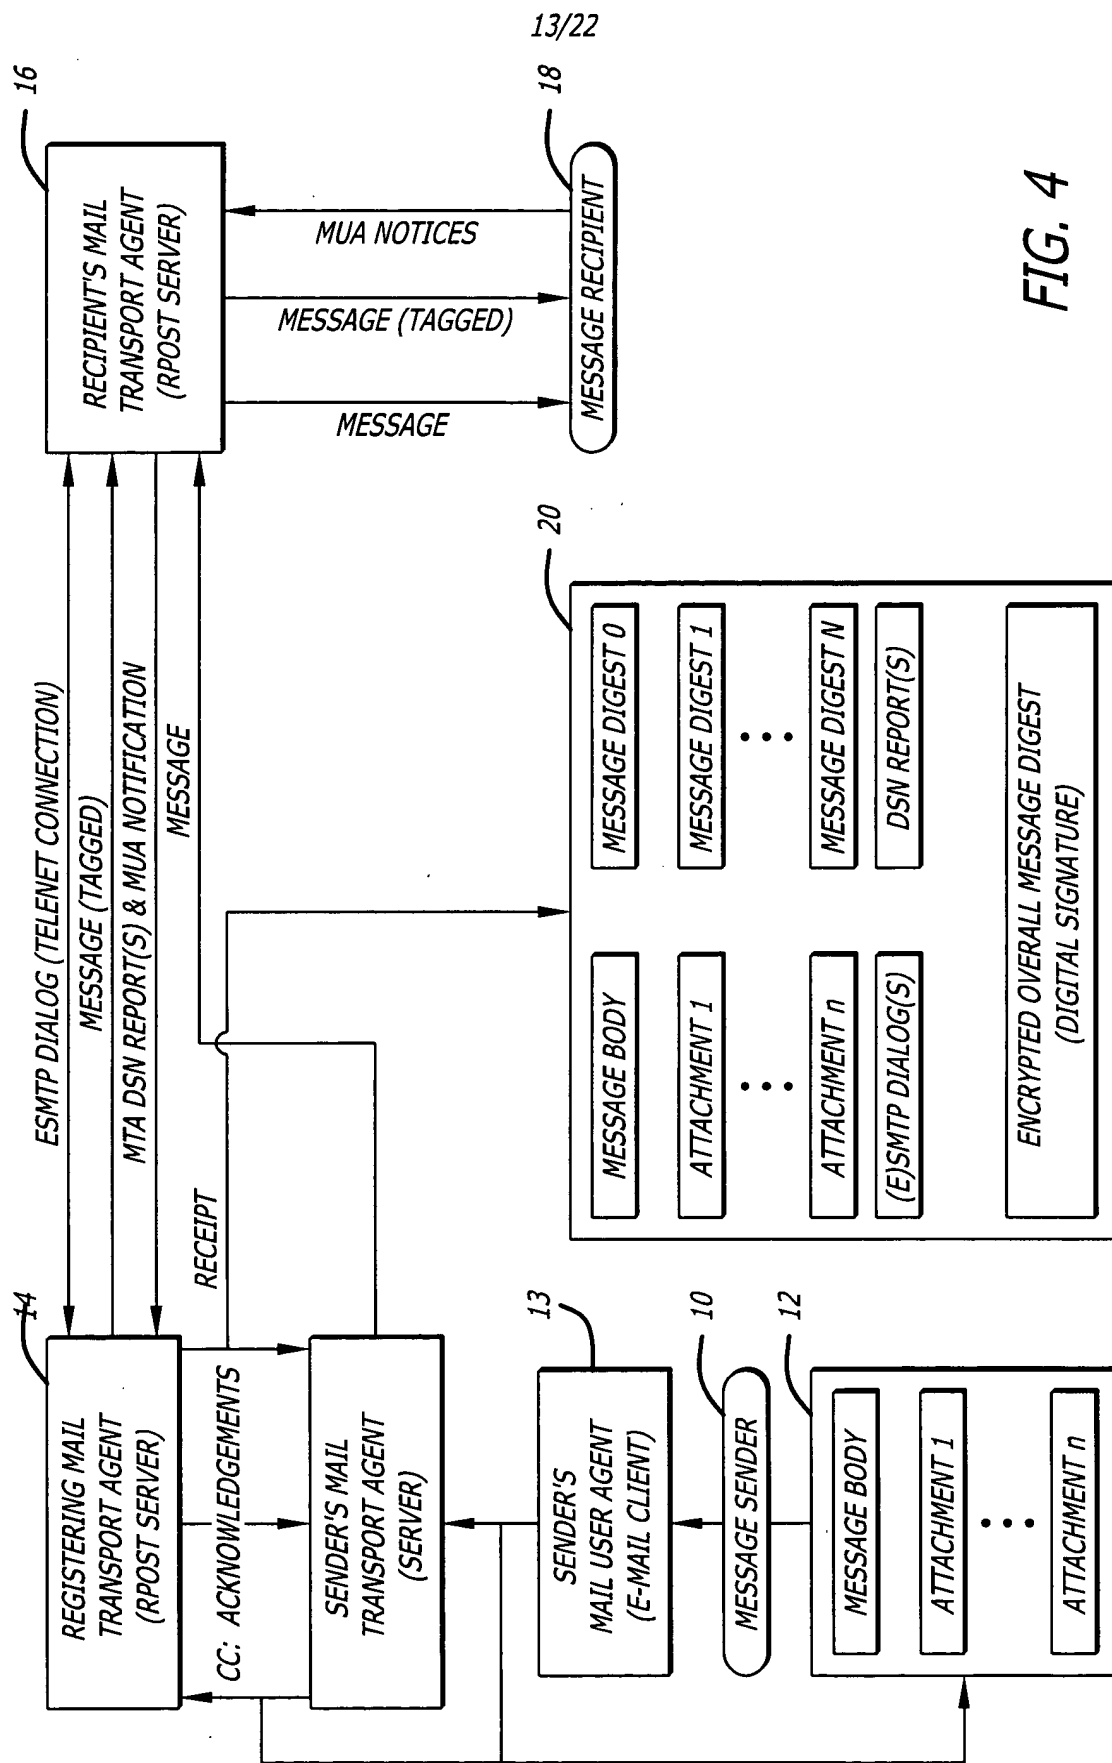 13/22
14
REGISTERING MAIL
TRANSPORT AGENT
(RPOST SERVER)
ESMTP DIALOG (TELENET CONNECTION)
MESSAGE (TAGGED)
MTA DSN REPORT(S) & MUA NOTIFICATION
MESSAGE
16
RECIPIENT'S MAIL
TRANSPORT AGENT
(RPOST SERVER)
CC: ACKNOWLEDGEMENTS
RECEIPT
SENDER'S MAIL
TRANSPORT AGENT
(SERVER)
MESSAGE
MESSAGE (TAGGED)
MUA NOTICES
18
MESSAGE RECIPIENT
13
SENDER'S
MAIL USER AGENT
(E-MAIL CLIENT)
10
MESSAGE SENDER
12
MESSAGE BODY
ATTACHMENT 1
ATTACHMENT n
20
MESSAGE BODY
MESSAGE DIGEST 0
ATTACHMENT 1
MESSAGE DIGEST 1
ATTACHMENT n
MESSAGE DIGEST N
(E)SMTP DIALOG(S)
DSN REPORT(S)
ENCRYPTED OVERALL MESSAGE DIGEST
(DIGITAL SIGNATURE)
FIG. 4